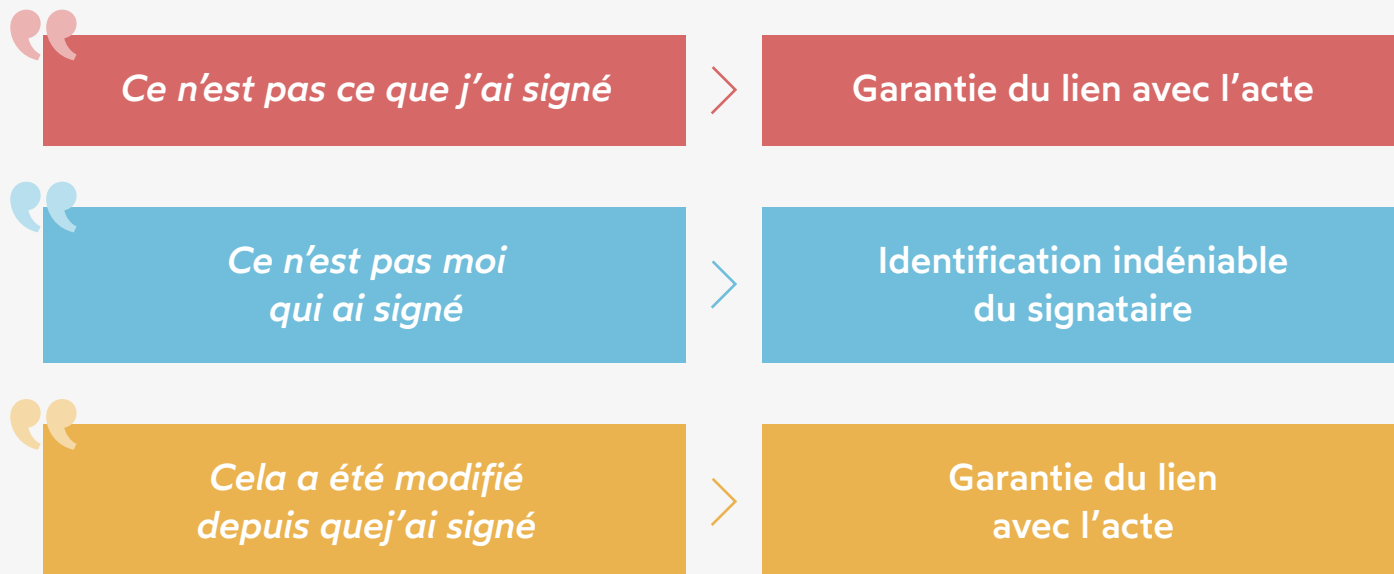 Ce n’est pas ce que j’ai signé
Garantie du lien avec l’acte
Ce n’est pas moi
qui ai signé
Identification indéniable
du signataire
Cela a été modifié
depuis quej’ai signé
Garantie du lien
avec l’acte